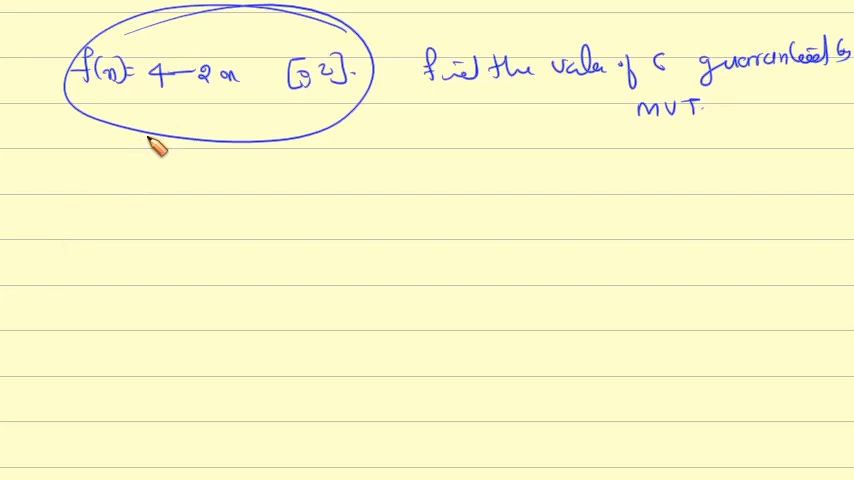 f(x)= 4-2x [0,2]. find the value of c guaranteed by
MVT.